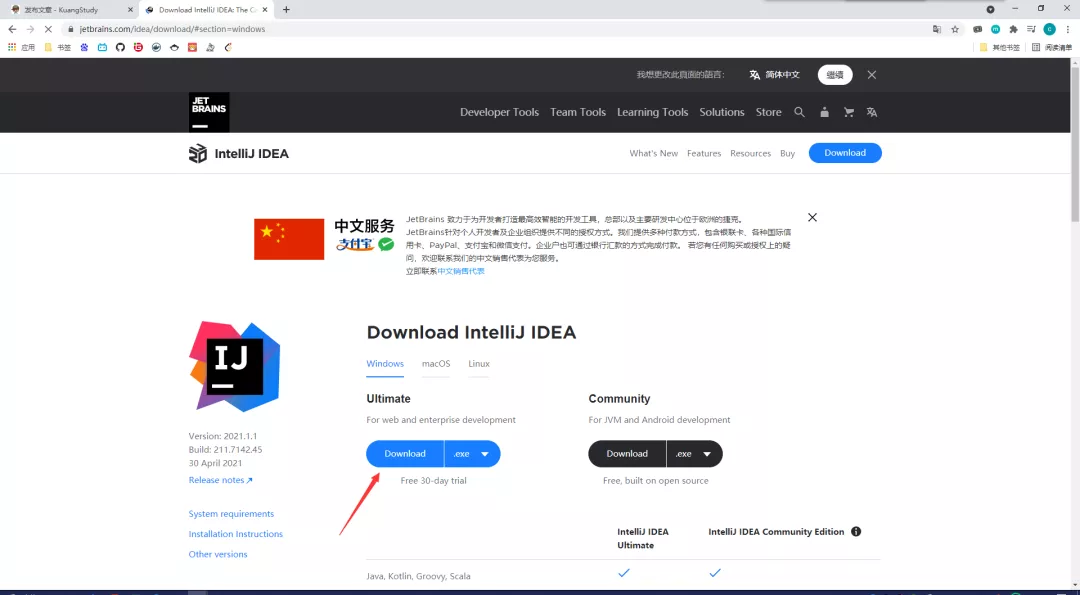 发布文章 - KuangStudy
Download IntelliJ IDEA: The C
jetbrains.com/idea/download/#section=windows
应用
书签
其他书签
阅读清单
我想更改此頁面的語言:
简体中文
繼續
JET
BRAINS
Developer Tools Team Tools Learning Tools Solutions Store
IntelliJ IDEA
What's New Features Resources Buy Download
中文服务
支付宝
JetBrains 致力于为开发者打造最高效智能的开发工具，总部以及主要研发中心位于欧洲的捷克。
JetBrains针对个人开发者及企业组织提供不同的授权方式。我们提供多种付款方式，包含银联卡、各种国际信
用卡、PayPal、支付宝和微信支付。企业户也可通过银行汇款的方式完成付款。 若您有任何购买或授权上的疑
问，欢迎联系我们的中文销售代表为您服务。
立即联系中文销售代表
IJ
Download IntelliJ IDEA
Windows macOS Linux
Ultimate
For web and enterprise development
Download .exe
Free 30-day trial
Community
For JVM and Android development
Download .exe
Free, built on open source
Version: 2021.1.1
Build: 211.7142.45
30 April 2021
Release notes
System requirements
Installation Instructions
Other versions
IntelliJ IDEA
Ultimate
IntelliJ IDEA Community Edition
Java, Kotlin, Groovy, Scala